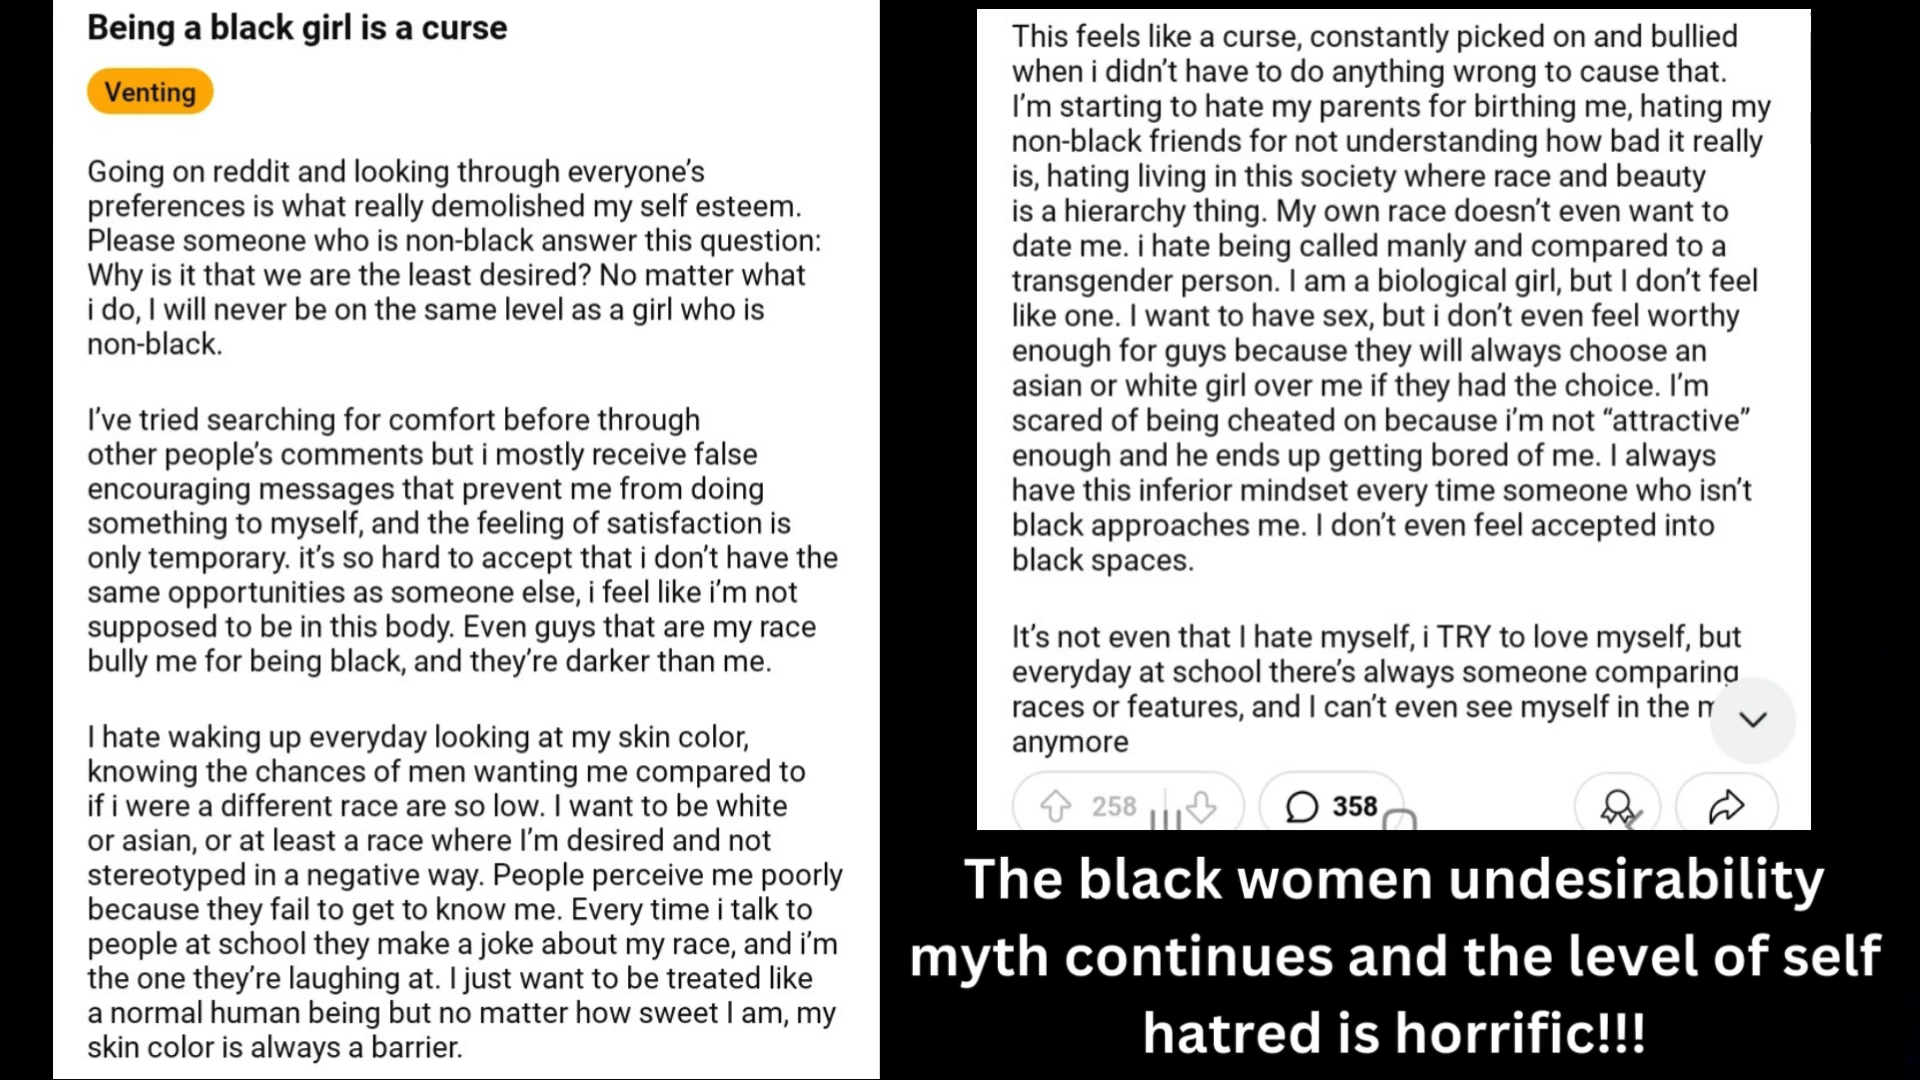 Being a black girl is a curse
Venting
Going on reddit and looking through everyone's
preferences is what really demolished my self esteem.
Please someone who is non-black answer this question:
Why is it that we are the least desired? No matter what
i do, I will never be on the same level as a girl who is
non-black.
I've tried searching for comfort before through
other people's comments but i mostly receive false
encouraging messages that prevent me from doing
something to myself, and the feeling of satisfaction is
only temporary. it's so hard to accept that i don't have the
same opportunities as someone else, i feel like i'm not
supposed to be in this body. Even guys that are my race
bully me for being black, and they're darker than me.
I hate waking up everyday looking at my skin color,
knowing the chances of men wanting me compared to
if i were a different race are so low. I want to be white
or asian, or at least a race where I'm desired and not
stereotyped in a negative way. People perceive me poorly
because they fail to get to know me. Every time i talk to
people at school they make a joke about my race, and i'm
the one they're laughing at. I just want to be treated like
a normal human being but no matter how sweet I am, my
skin color is always a barrier.
This feels like a curse, constantly picked on and bullied
when i didn't have to do anything wrong to cause that.
I'm starting to hate my parents for birthing me, hating my
non-black friends for not understanding how bad it really
is, hating living in this society where race and beauty
is a hierarchy thing. My own race doesn't even want to
date me. i hate being called manly and compared to a
transgender person. I am a biological girl, but I don't feel
like one. I want to have sex, but i don't even feel worthy
enough for guys because they will always choose an
asian or white girl over me if they had the choice. I'm
scared of being cheated on because i'm not "attractive"
enough and he ends up getting bored of me. I always
have this inferior mindset every time someone who isn't
black approaches me. I don't even feel accepted into
black spaces.
It's not even that I hate myself, i TRY to love myself, but
everyday at school there's always someone comparing
races or features, and I can't even see myself in the
anymore
258
358
The black women undesirability
myth continues and the level of self
hatred is horrific!!!